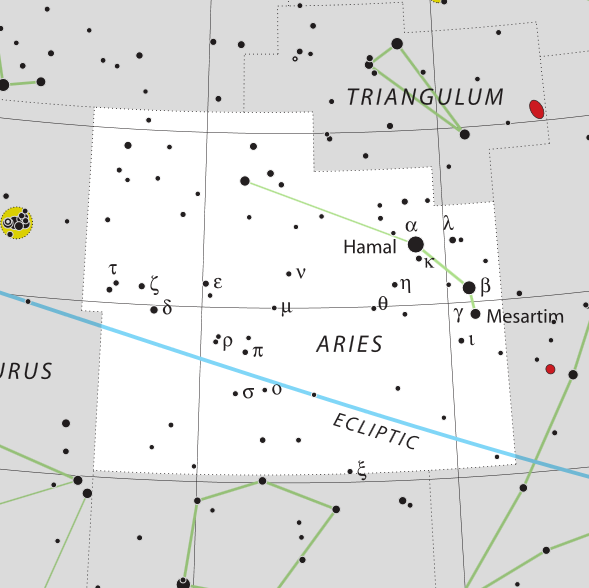 TRIANGULUM
α λ
Hamal
κ
τ ζ ε ν η β
δ μ θ γ Mesartim
ρ π ARIES ι
URUS
σ ο
ECLIPTIC
ξ